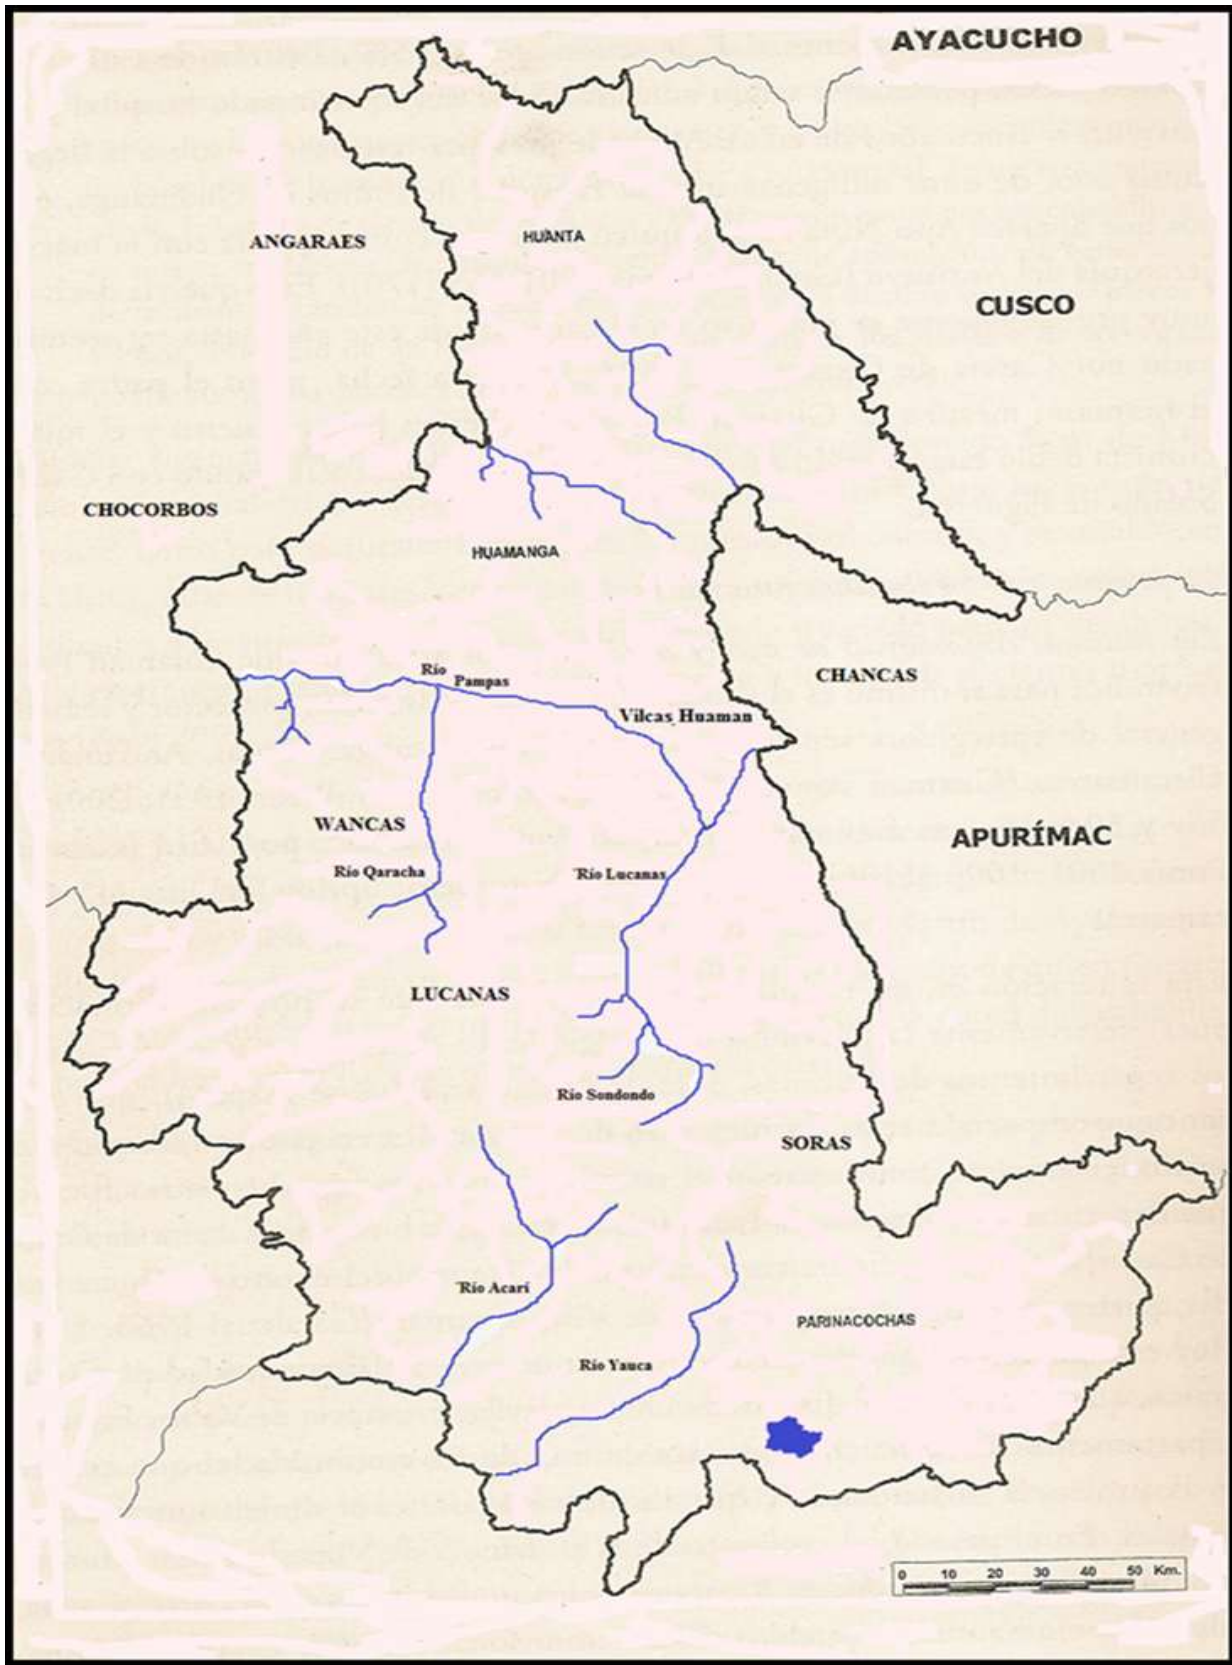 AYACUCHO
ANGARAES
HUANTA
CUSCO
CHOCORBOS
HUAMANGA
Río
Pampas
CHANCAS
Vilcas Huaman
WANCAS
APURÍMAC
Río Qaracha
Río Lucanas
LUCANAS
Río Sondondo
SORAS
Río Acarí
PARINACOCHAS
Río Yauca
0 10 20 30 40 50 Km.